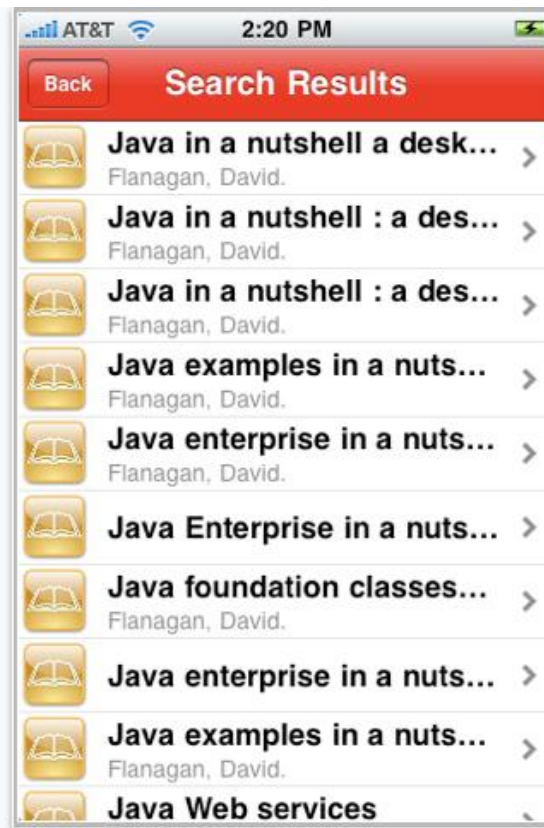 AT&T 2:20 PM
Back Search Results
Java in a nutshell a desk...
Flanagan, David.
Java in a nutshell : a des...
Flanagan, David.
Java in a nutshell : a des...
Flanagan, David.
Java examples in a nuts...
Flanagan, David.
Java enterprise in a nuts...
Flanagan, David.
Java Enterprise in a nuts...
Java foundation classes...
Flanagan, David.
Java enterprise in a nuts...
Java examples in a nuts...
Flanagan, David.
Java Web services